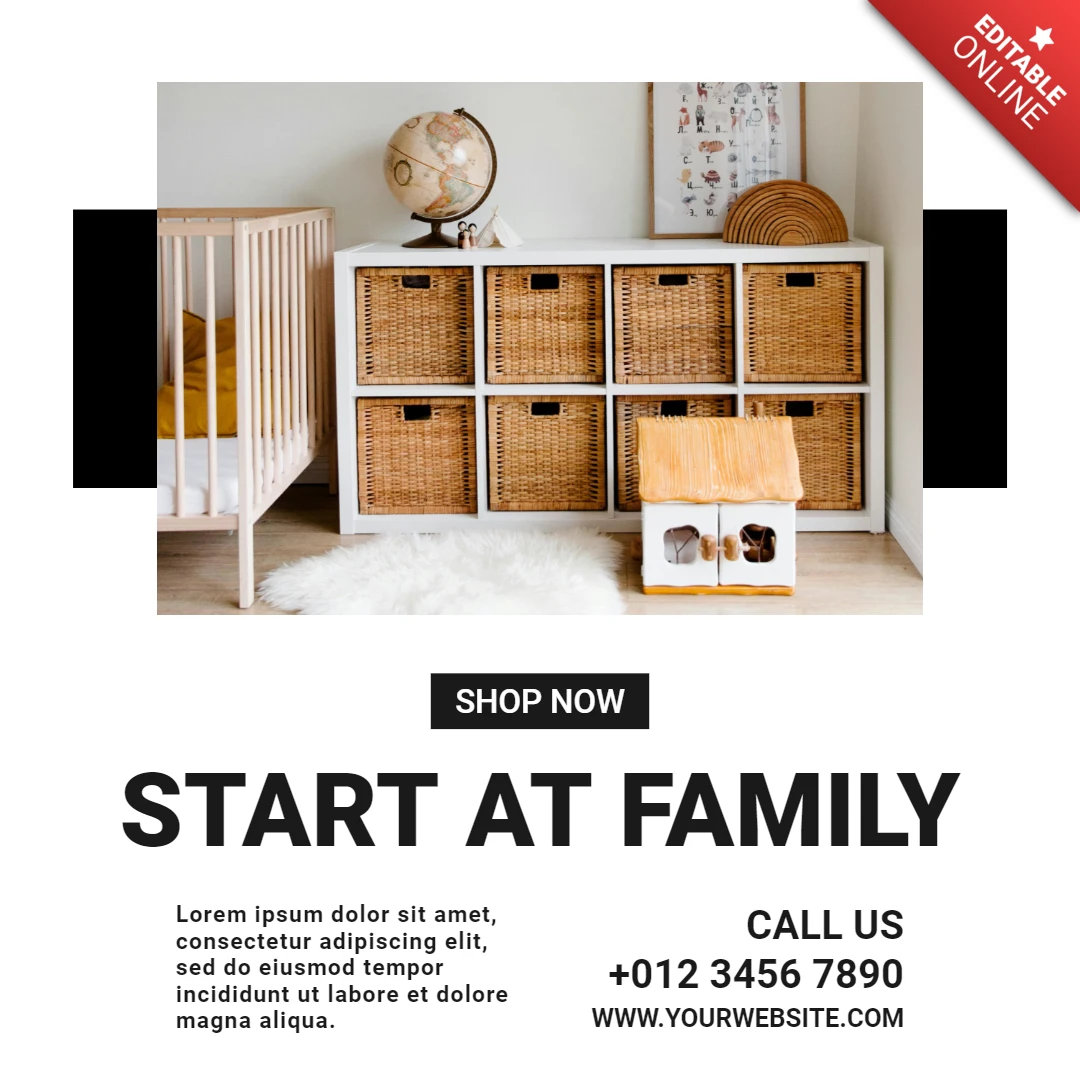 EDITABLE
ONLINE
SHOP NOW
START AT FAMILY
Lorem ipsum dolor sit amet,
consectetur adipiscing elit,
sed do eiusmod tempor
incididunt ut labore et dolore
magna aliqua.
CALL US
+012 3456 7890
WWW.YOURWEBSITE.COM